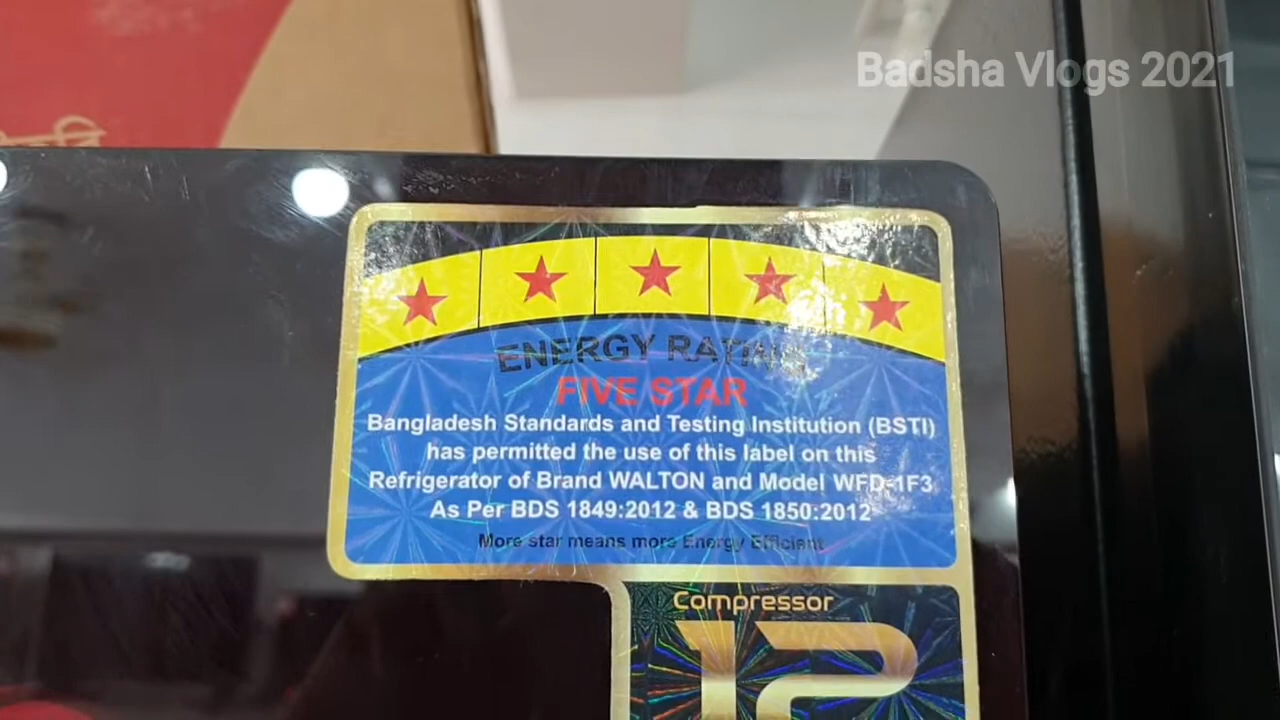 Badsha Vlogs 2021
ENERGY RATING
FIVE STAR
Bangladesh Standards and Testing Institution (BSTI)
has permitted the use of this label on this
Refrigerator of Brand WALTON and Model WFD-1F3
As Per BDS 1849:2012 & BDS 1850:2012
More star means more Energy Efficient
Compressor
12